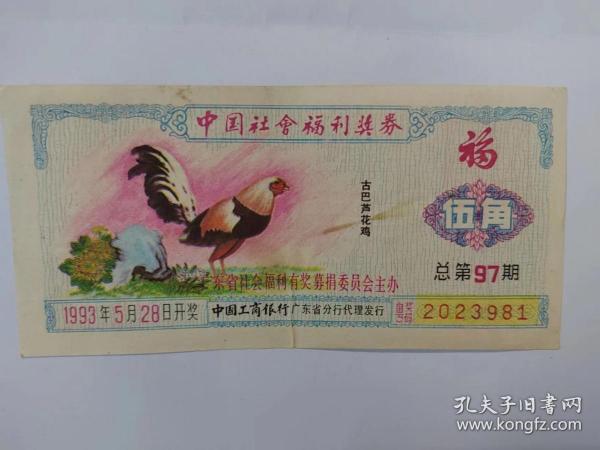 中国社會福利奖券
福
古巴芦花鸡
伍角
总第97期
广东省社会福利有奖募捐委员会主办
1993年5月28日开奖
中国工商银行广东省分行代理发行
2023981
孔夫子旧书网
www.kongfz.com